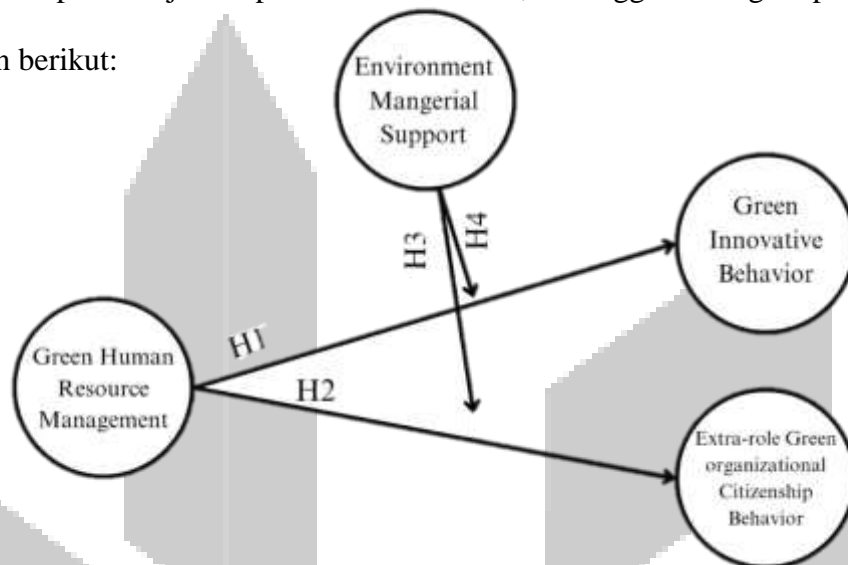 berikut:
Environment
Mangerial
Support
Green
Innovative
Behavior
H3
H4
H1
H2
Green Human
Resource
Management
Extra-role Green
organizational
Citizenship
Behavior